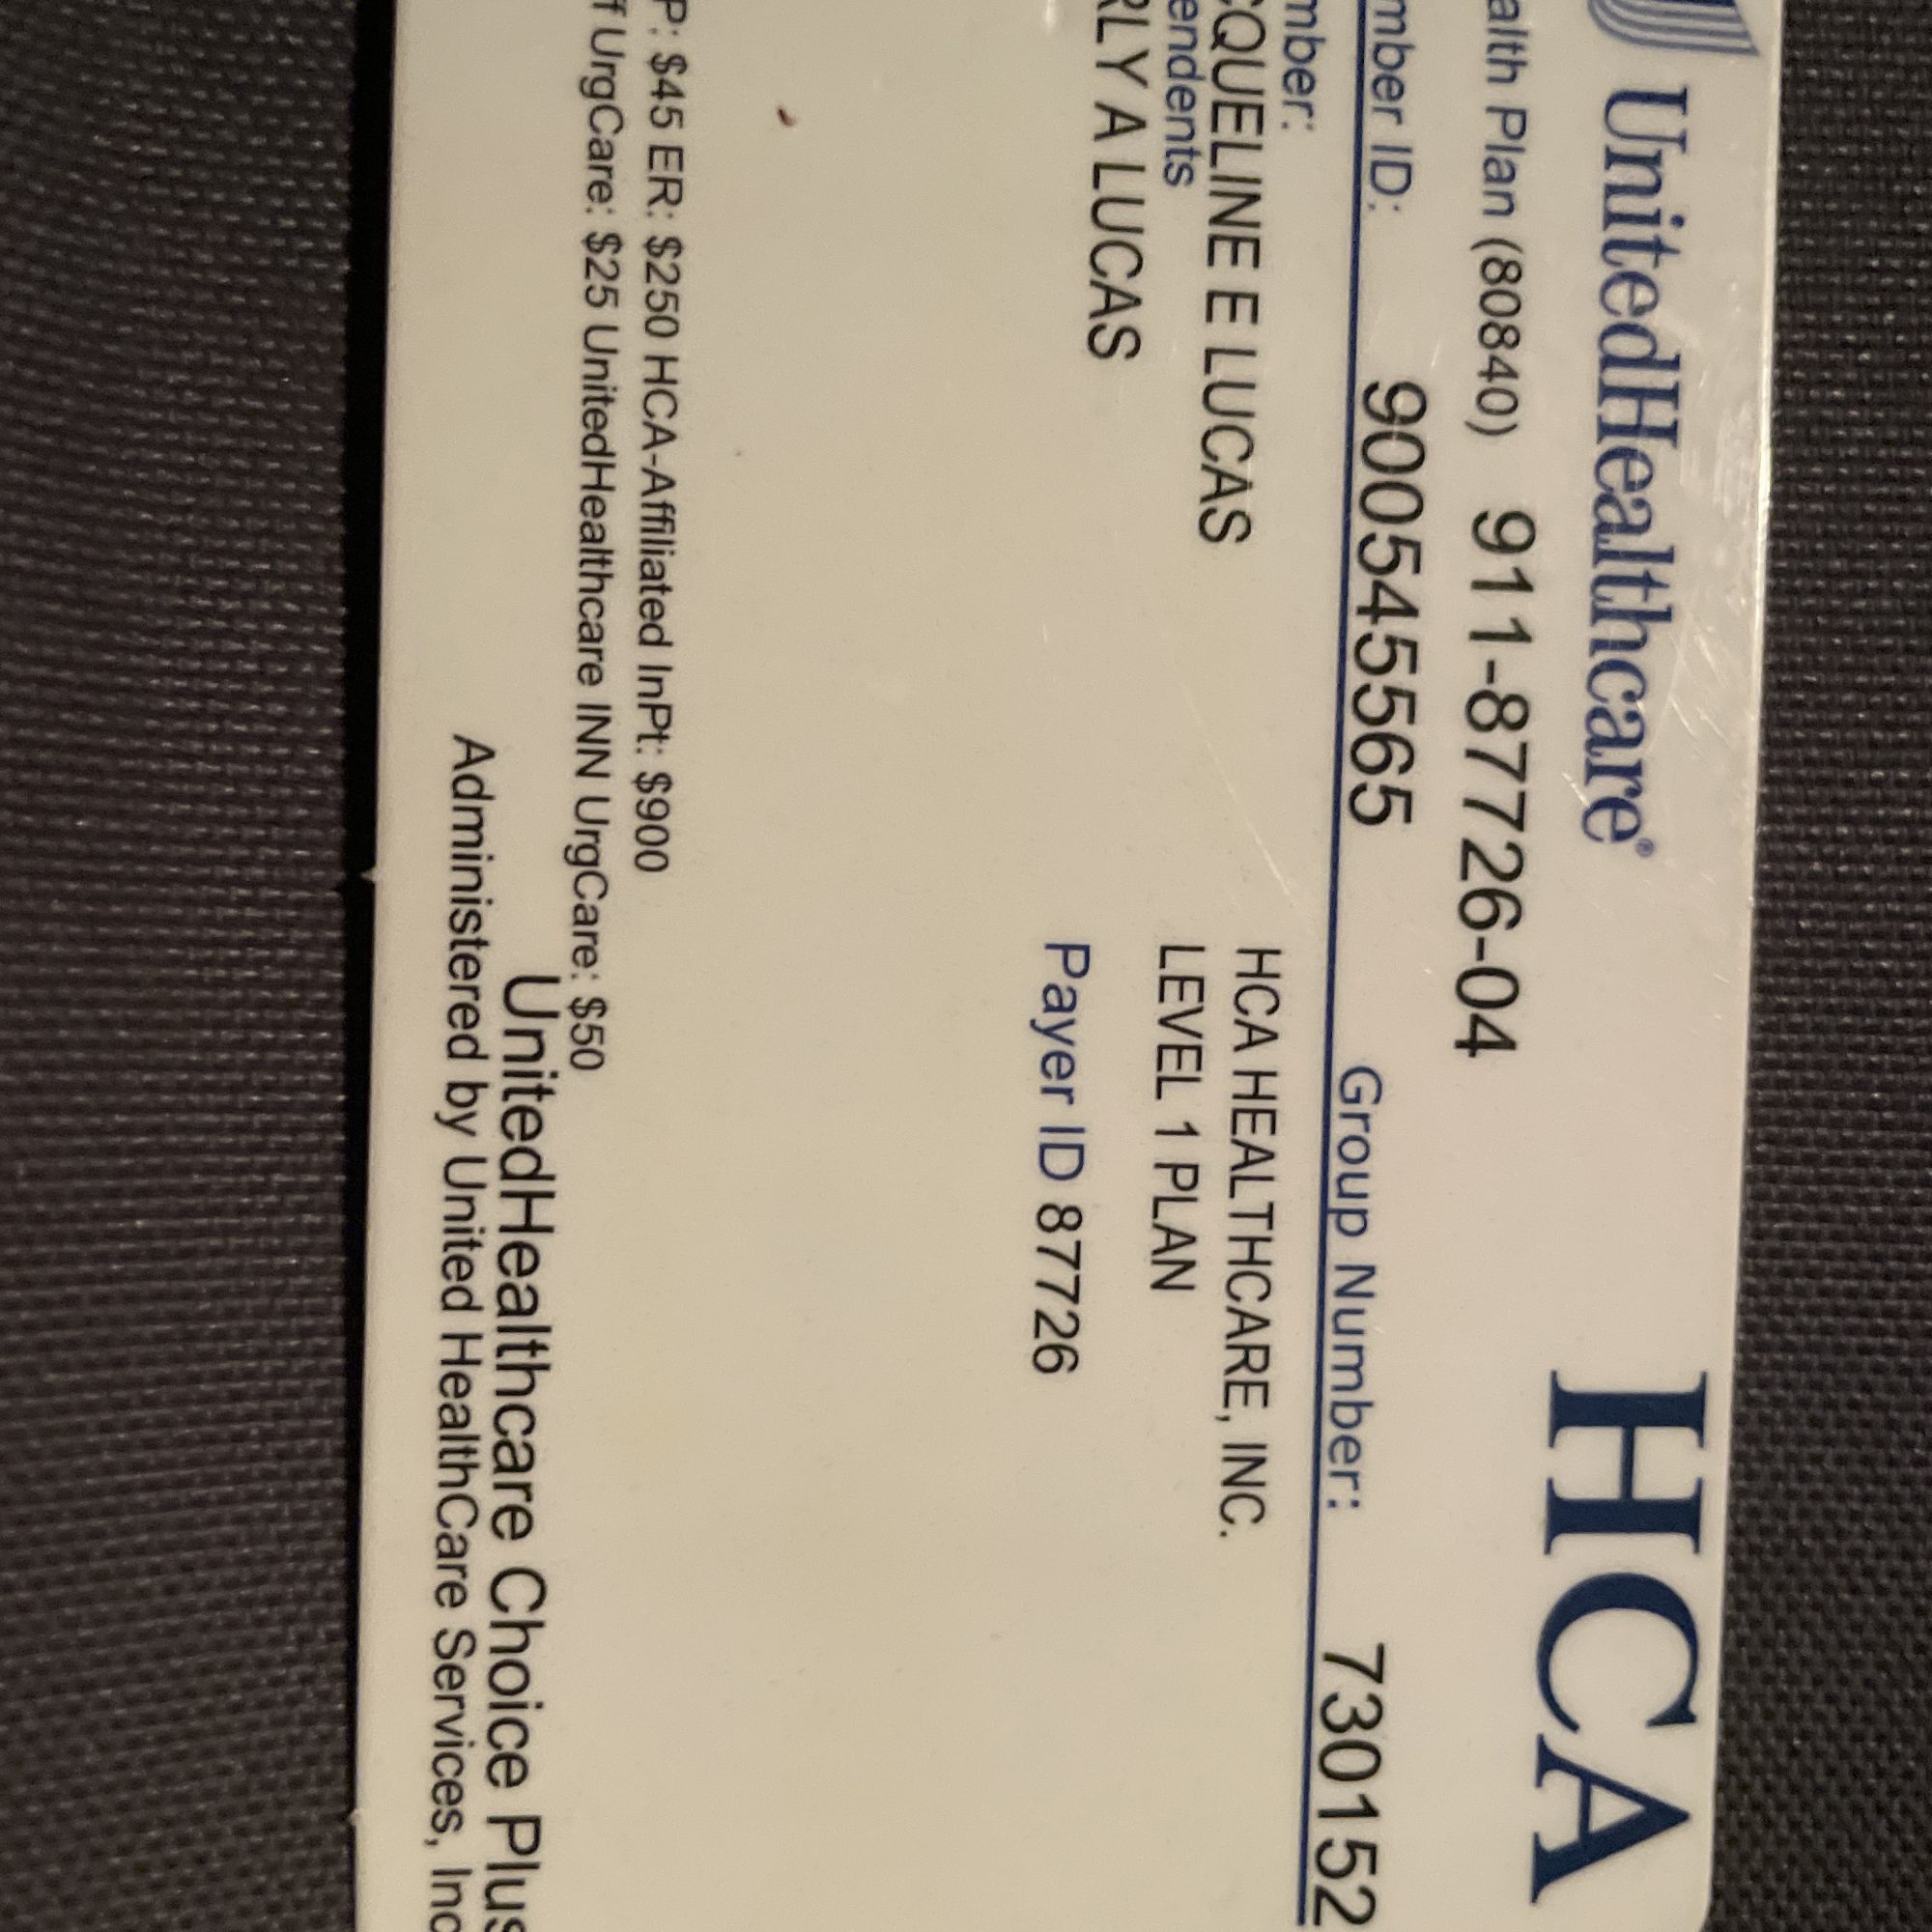 UnitedHealthcare®
HCA
alth Plan (80840) 911-87726-04
mber ID: 900545565 Group Number: 730152
mber:
CQUELINE E LUCAS
endents
RLY A LUCAS
HCA HEALTHCARE, INC.
LEVEL 1 PLAN
Payer ID 87726
P: $45 ER: $250 HCA-Affiliated InPt: $900
f UrgCare: $25 UnitedHealthcare INN UrgCare: $50
UnitedHealthcare Choice Plus
Administered by United HealthCare Services, Inc